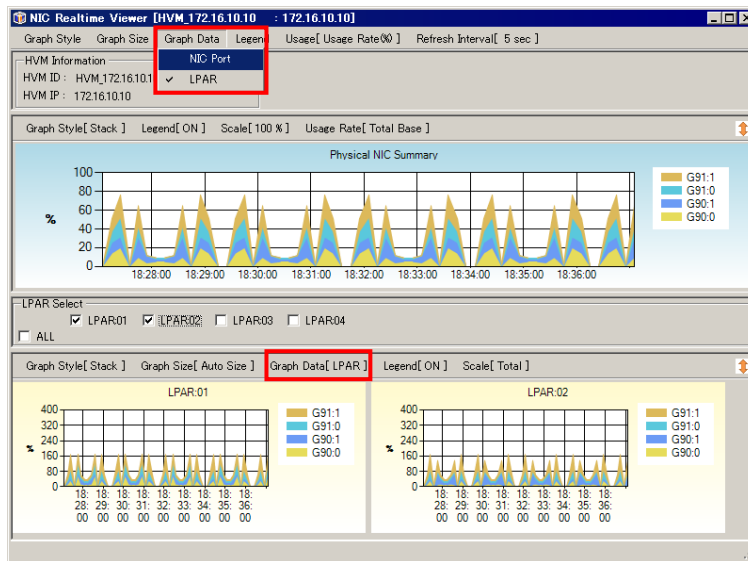 NIC Realtime Viewer [HVM_172.16.10.10 : 172.16.10.10]
Graph Style Graph Size Graph Data Legend Usage[ Usage Rate(%) ] Refresh Interval[ 5 sec ]
NIC Port
✓ LPAR
HVM Information
HVM ID : HVM_172.16.10.1
HVM IP : 172.16.10.10
Graph Style[ Stack ] Legend[ ON ] Scale[ 100 % ] Usage Rate[ Total Base ]
Physical NIC Summary
100
80
60
%
40
20
0
18:28:00 18:29:00 18:30:00 18:31:00 18:32:00 18:33:00 18:34:00 18:35:00 18:36:00
G91:1
G91:0
G90:1
G90:0
LPAR Select
LPAR:01 LPAR:02 LPAR:03 LPAR:04
ALL
Graph Style[ Stack ] Graph Size[ Auto Size ] Graph Data[ LPAR ] Legend[ ON ] Scale[ Total ]
LPAR:01
400
320
240
%
160
80
0
18:28:00 18:29:00 18:30:00 18:31:00 18:32:00 18:33:00 18:34:00 18:35:00 18:36:00
G91:1
G91:0
G90:1
G90:0
LPAR:02
400
320
240
%
160
80
0
18:28:00 18:29:00 18:30:00 18:31:00 18:32:00 18:33:00 18:34:00 18:35:00 18:36:00
G91:1
G91:0
G90:1
G90:0